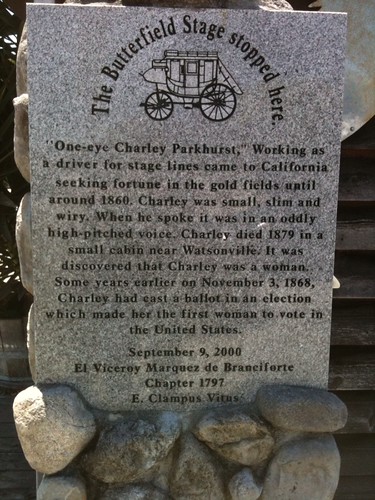 The Butterfield Stage stopped here.
"One-eye Charley Parkhurst," Working as
a driver for stage lines came to California
seeking fortune in the gold fields until
around 1860. Charley was small, slim and
wiry. When he spoke it was in an oddly
high-pitched voice. Charley died 1879 in a
small cabin near Watsonville. It was
discovered that Charley was a woman.
Some years earlier on November 3, 1868,
Charley had cast a ballot in an election
which made her the first woman to vote in
the United States.
September 9, 2000
El Viceroy Marquez de Branciforte
Chapter 1797
E. Clampus Vitus